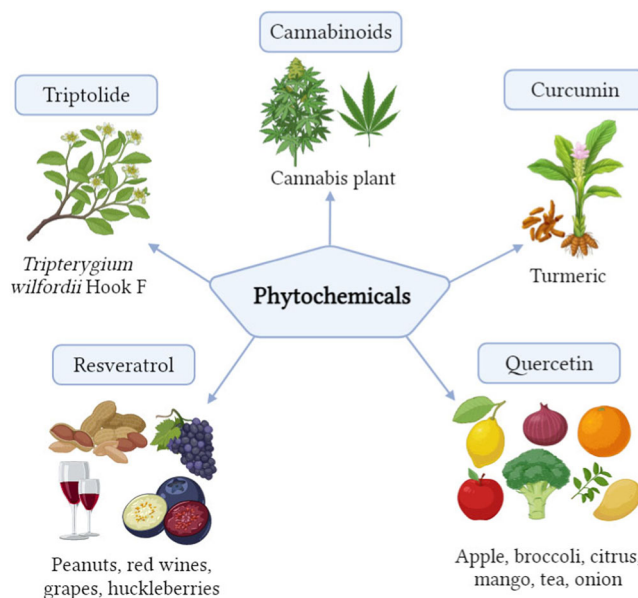 Cannabinoids
Cannabis plant
Triptolide
Tripterygium
wilfordii Hook F
Curcumin
Turmeric
Phytochemicals
Resveratrol
Peanuts, red wines,
grapes, huckleberries
Quercetin
Apple, broccoli, citrus,
mango, tea, onion